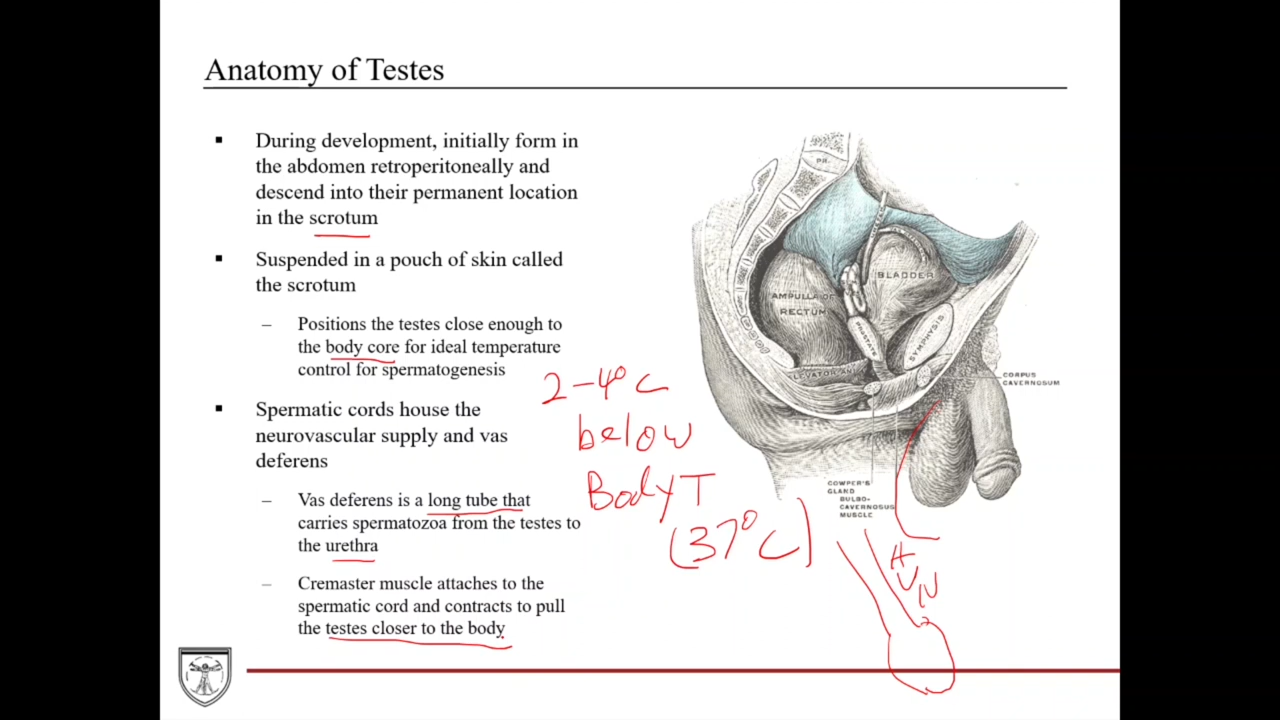 Anatomy of Testes
▪ During development, initially form in
the abdomen retroperitoneally and
descend into their permanent location
in the scrotum
▪ Suspended in a pouch of skin called
the scrotum
– Positions the testes close enough to
the body core for ideal temperature
control for spermatogenesis
▪ Spermatic cords house the
neurovascular supply and vas
deferens
– Vas deferens is a long tube that
carries spermatozoa from the testes to
the urethra
– Cremaster muscle attaches to the
spermatic cord and contracts to pull
the testes closer to the body
2-4°C
below
Body T
(37°C)
BLADDER
AMPULLA OF
RECTUM
PROSTATE
SYMPHYSIS
LEVATOR ANI
CORPUS
CAVERNOSUM
COWPER'S
GLAND
BULBO-
CAVERNOSUS
MUSCLE
A
V
N